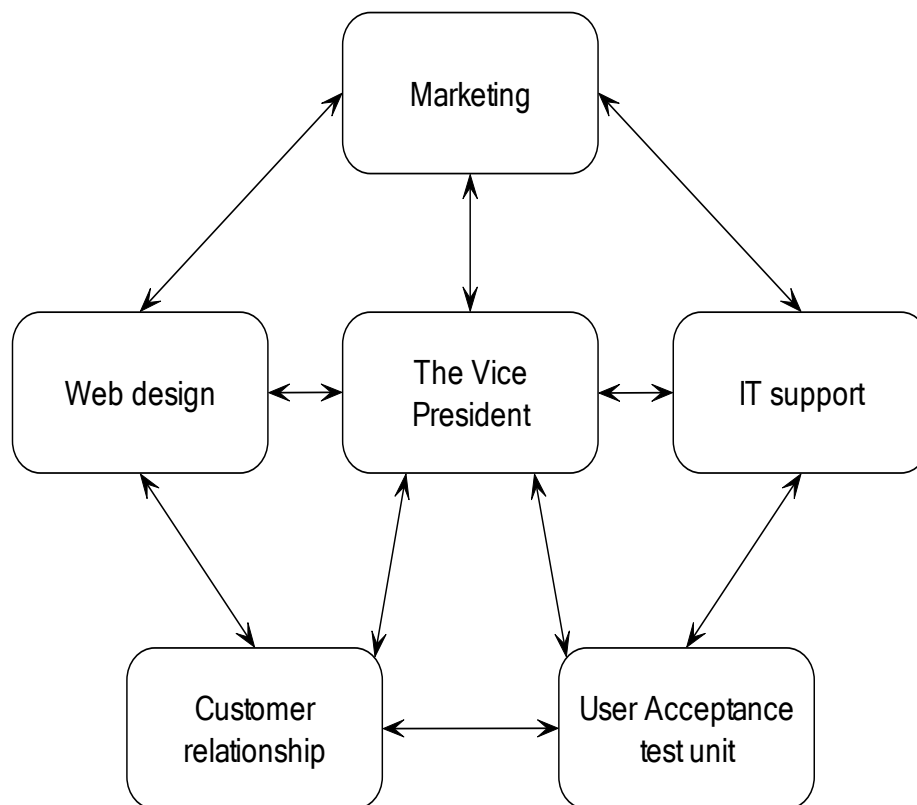 Marketing
Web design
The Vice
President
IT support
Customer
relationship
User Acceptance
test unit